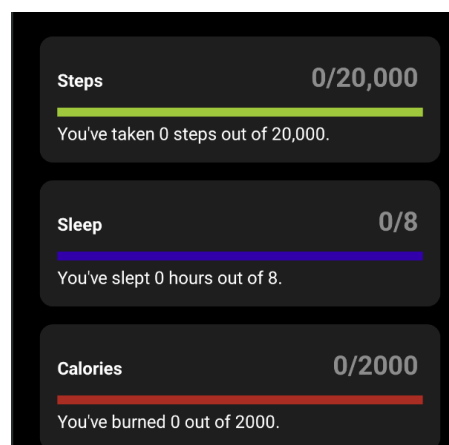 Steps 0/20,000
You've taken 0 steps out of 20,000.
Sleep 0/8
You've slept 0 hours out of 8.
Calories 0/2000
You've burned 0 out of 2000.